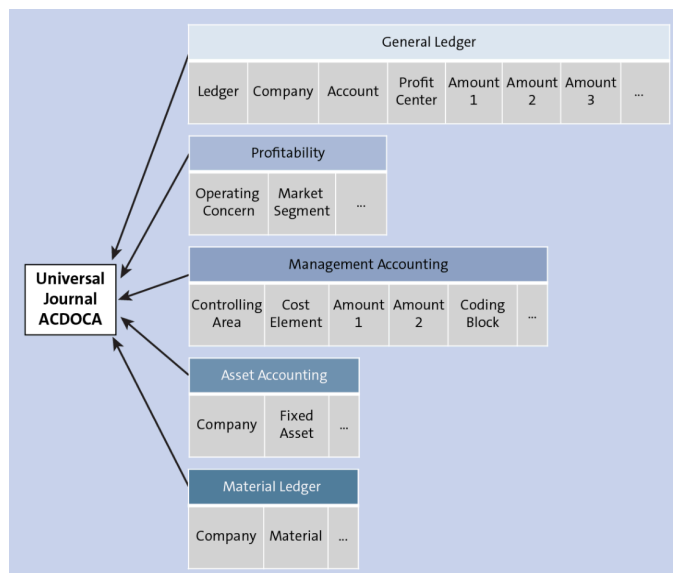 General Ledger
Ledger Company Account Profit Center Amount 1 Amount 2 Amount 3 ...
Profitability
Operating Concern Market Segment ...
Universal
Journal
ACDOCA
Management Accounting
Controlling Area Cost Element Amount 1 Amount 2 Coding Block ...
Asset Accounting
Company Fixed Asset ...
Material Ledger
Company Material ...